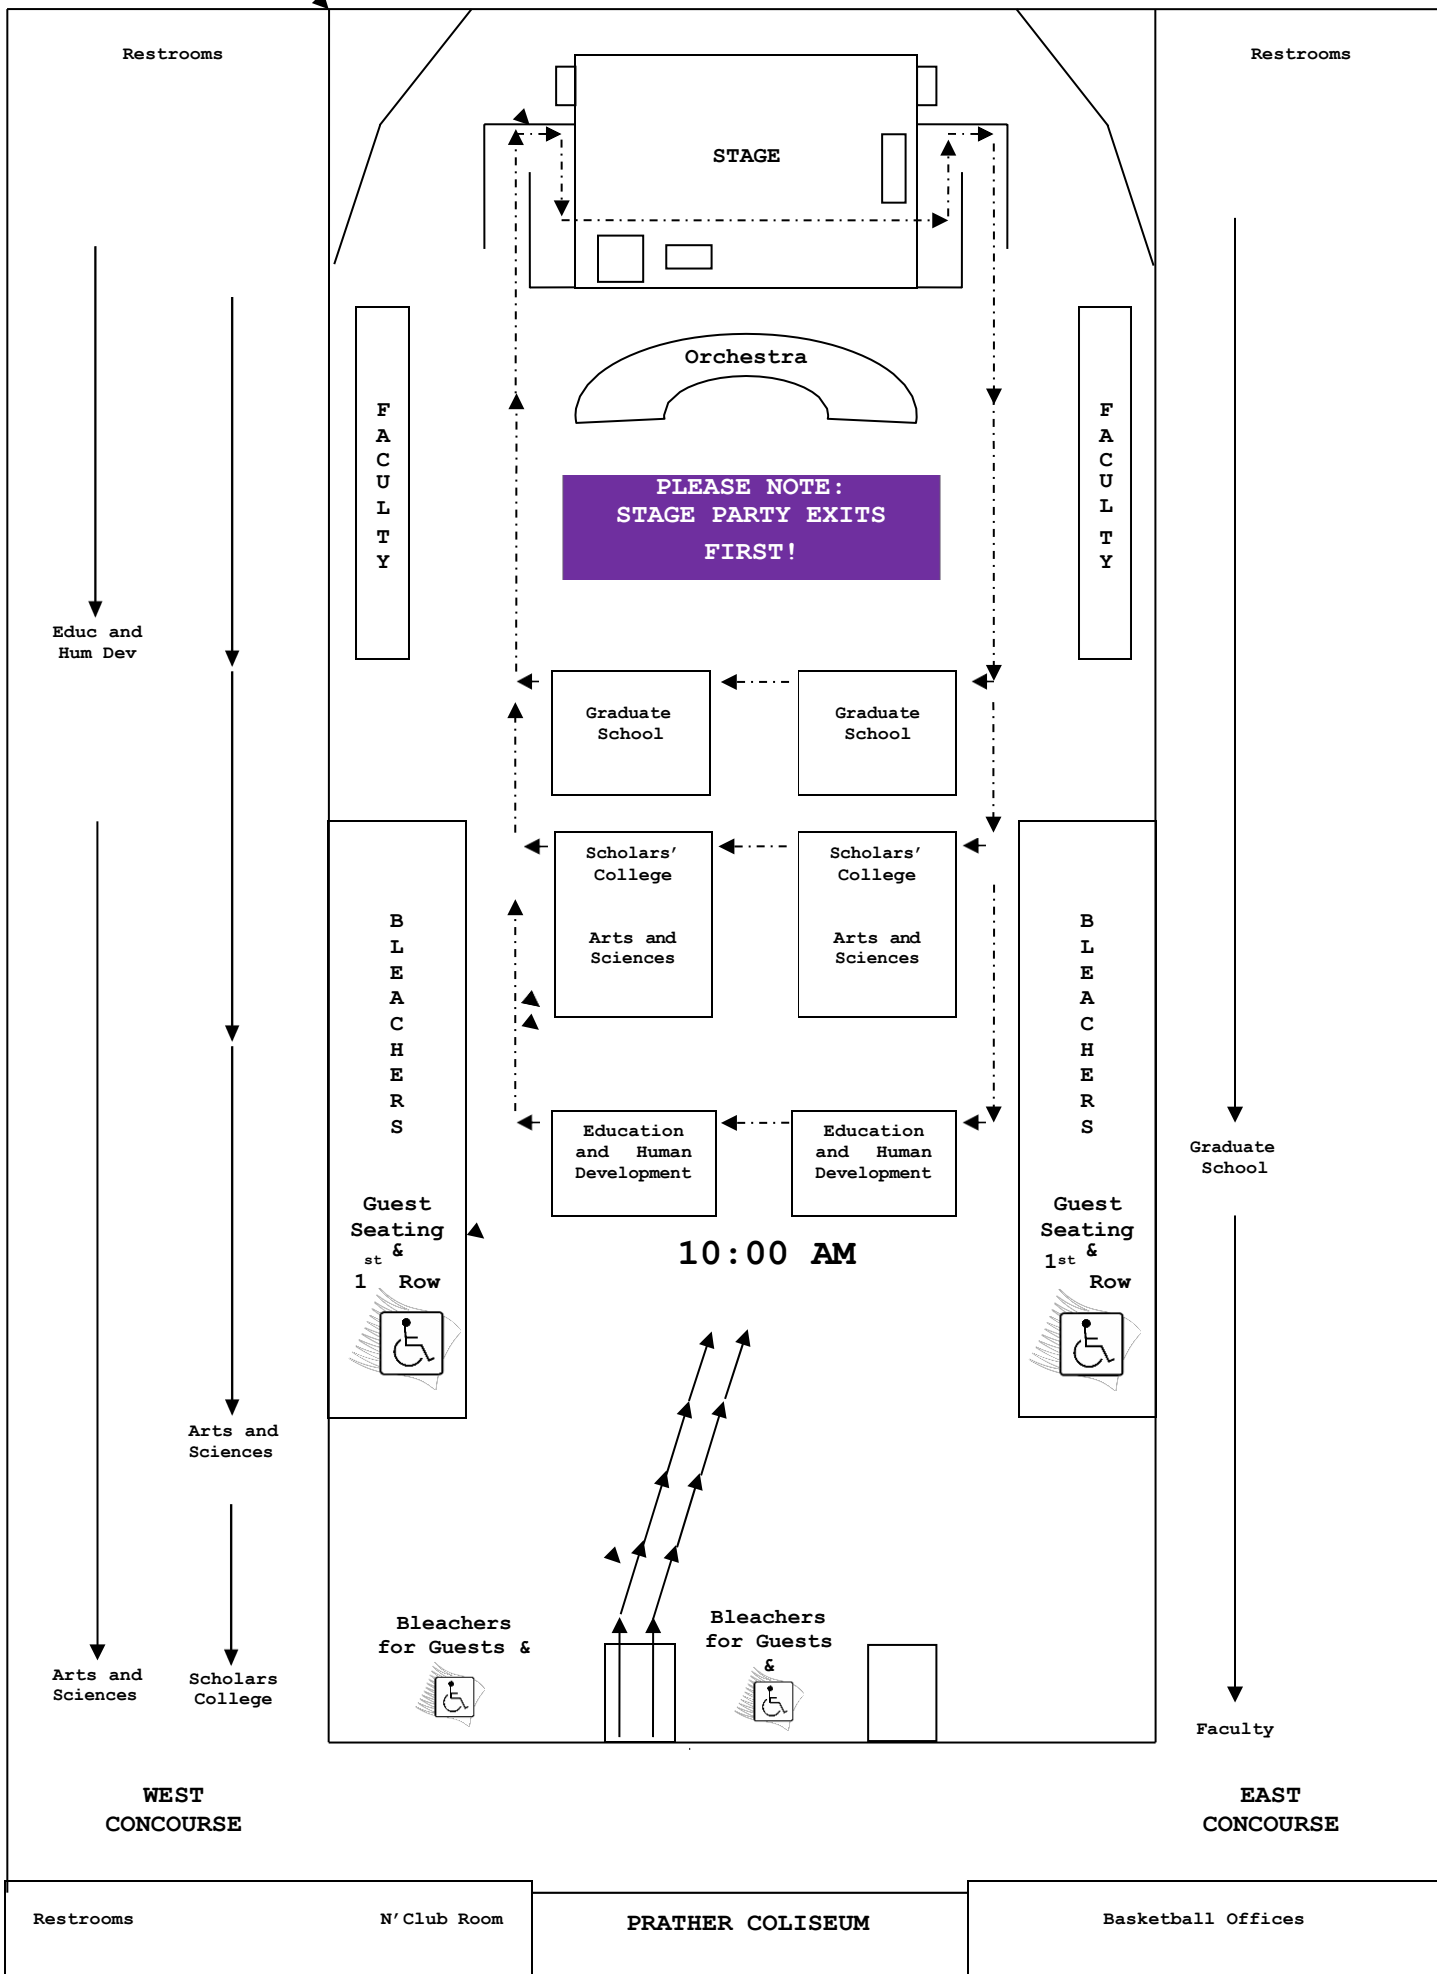 Restrooms
Restrooms
STAGE
Orchestra
F
A
C
U
L
T
Y
F
A
C
U
L
T
Y
PLEASE NOTE:
STAGE PARTY EXITS
FIRST!
Educ and
Hum Dev
Graduate
School
Graduate
School
Scholars’
College
Arts and
Sciences
Scholars’
College
Arts and
Sciences
B
L
E
A
C
H
E
R
S
Guest
Seating
&
1st Row
B
L
E
A
C
H
E
R
S
Guest
Seating
&
1st Row
Education
and Human
Development
Education
and Human
Development
10:00 AM
Graduate
School
Arts and
Sciences
Bleachers
for Guests &
Bleachers
for Guests
&
Arts and
Sciences
Scholars
College
Faculty
WEST
CONCOURSE
EAST
CONCOURSE
Restrooms
N’Club Room
PRATHER COLISEUM
Basketball Offices